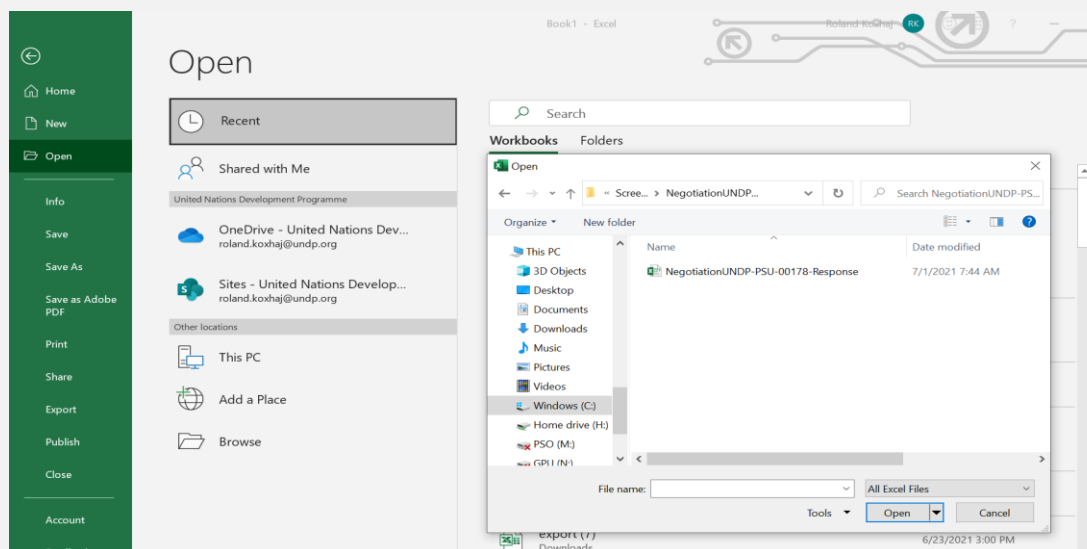 Book1 - Excel
Roland Koxhaj RK
?
Open
Home
New
Open
Info
Save
Save As
Save as Adobe
PDF
Print
Share
Export
Publish
Close
Account
Recent
Shared with Me
United Nations Development Programme
OneDrive - United Nations Dev...
roland.koxhaj@undp.org
Sites - United Nations Develop...
roland.koxhaj@undp.org
Other locations
This PC
Add a Place
Browse
Search
Workbooks Folders
Open
« Scree... > NegotiationUNDP...
Search NegotiationUNDP-PS...
Organize New folder
This PC
3D Objects
Desktop
Documents
Downloads
Music
Pictures
Videos
Windows (C:)
Home drive (H:)
PSO (M:)
GPU (N:)
Name Date modified
NegotiationUNDP-PSU-00178-Response 7/1/2021 7:44 AM
File name: All Excel Files
Tools Open Cancel
export (7) 6/23/2021 3:00 PM
Downloads